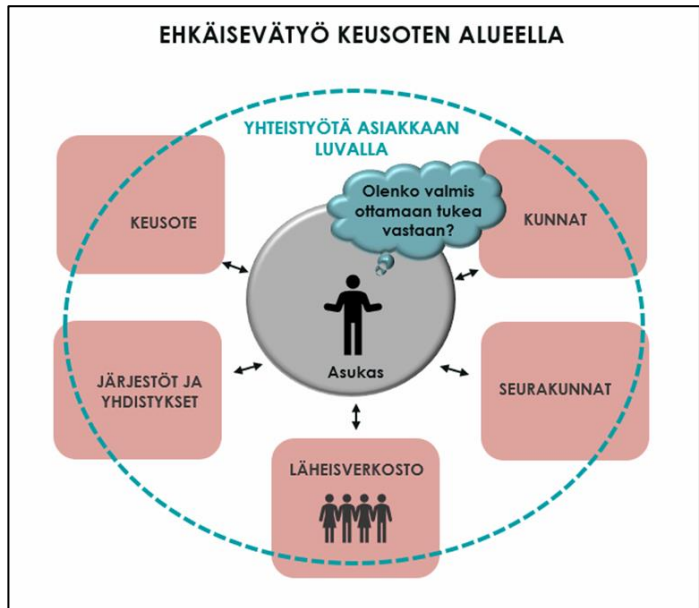 EHKÄISEVÄTYÖ KEUSOTEN ALUEELLA
YHTEISTYÖTÄ ASIAKKAAN
LUVALLA
Olenko valmis
ottamaan tukea
vastaan?
KEUSOTE
KUNNAT
Asukas
JÄRJESTÖT JA
YHDISTYKSET
SEURAKUNNAT
LÄHEISVERKOSTO